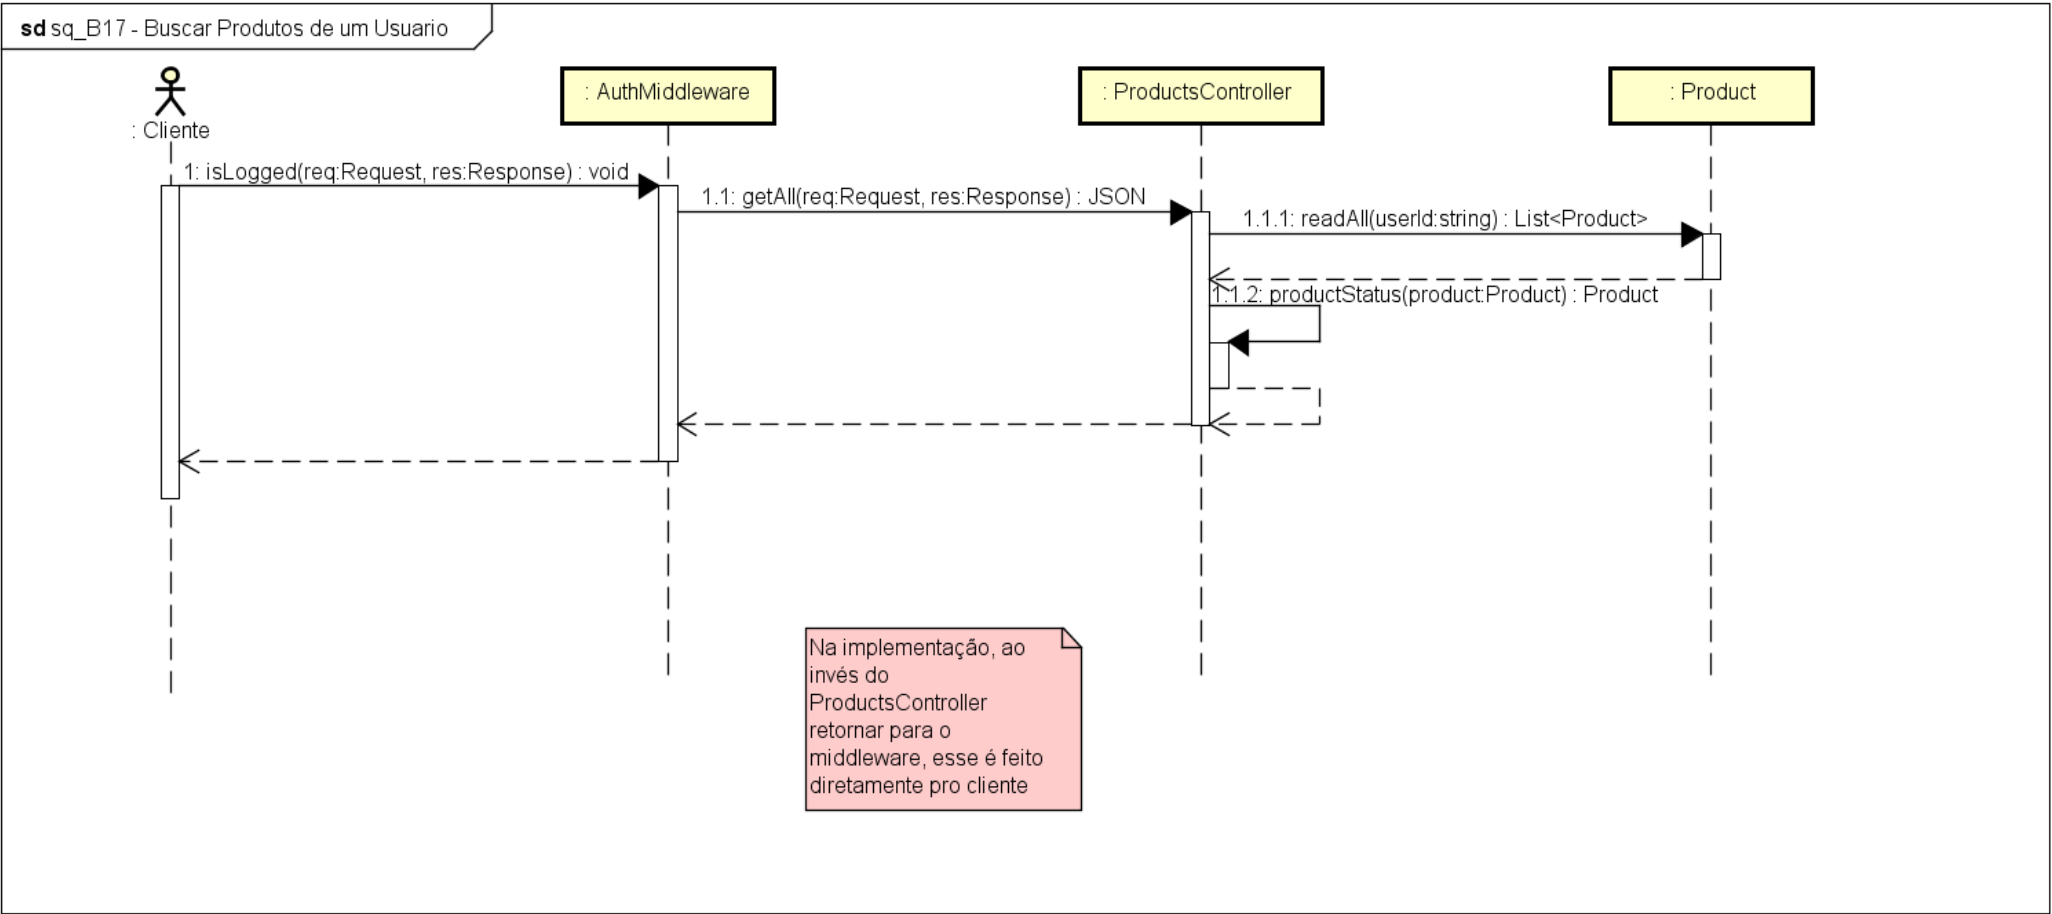 sd sq_B17 - Buscar Produtos de um Usuario
: Cliente
: AuthMiddleware
: ProductsController
: Product
1: isLogged(req:Request, res:Response) : void
1.1: getAll(req:Request, res:Response) : JSON
1.1.1: readAll(userId:string) : List<Product>
1.1.2: productStatus(product:Product) : Product
Na implementação, ao
invés do
ProductsController
retornar para o
middleware, esse é feito
diretamente pro cliente